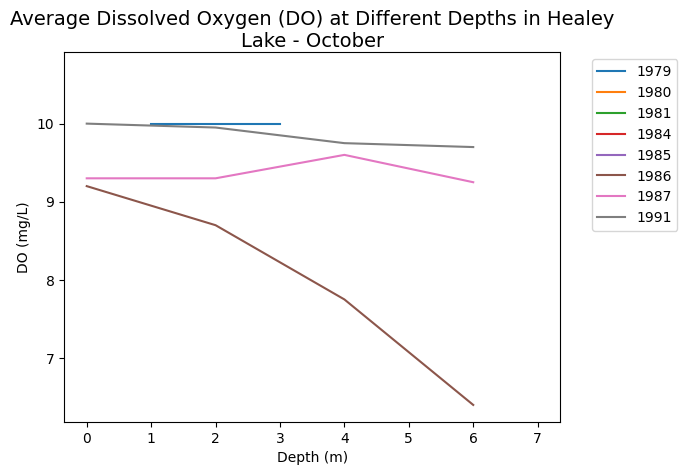 Average Dissolved Oxygen (DO) at Different Depths in Healey
Lake - October
1979
1980
1981
1984
1985
1986
1987
1991
DO (mg/L)
10
9
8
7
0 1 2 3 4 5 6 7
Depth (m)